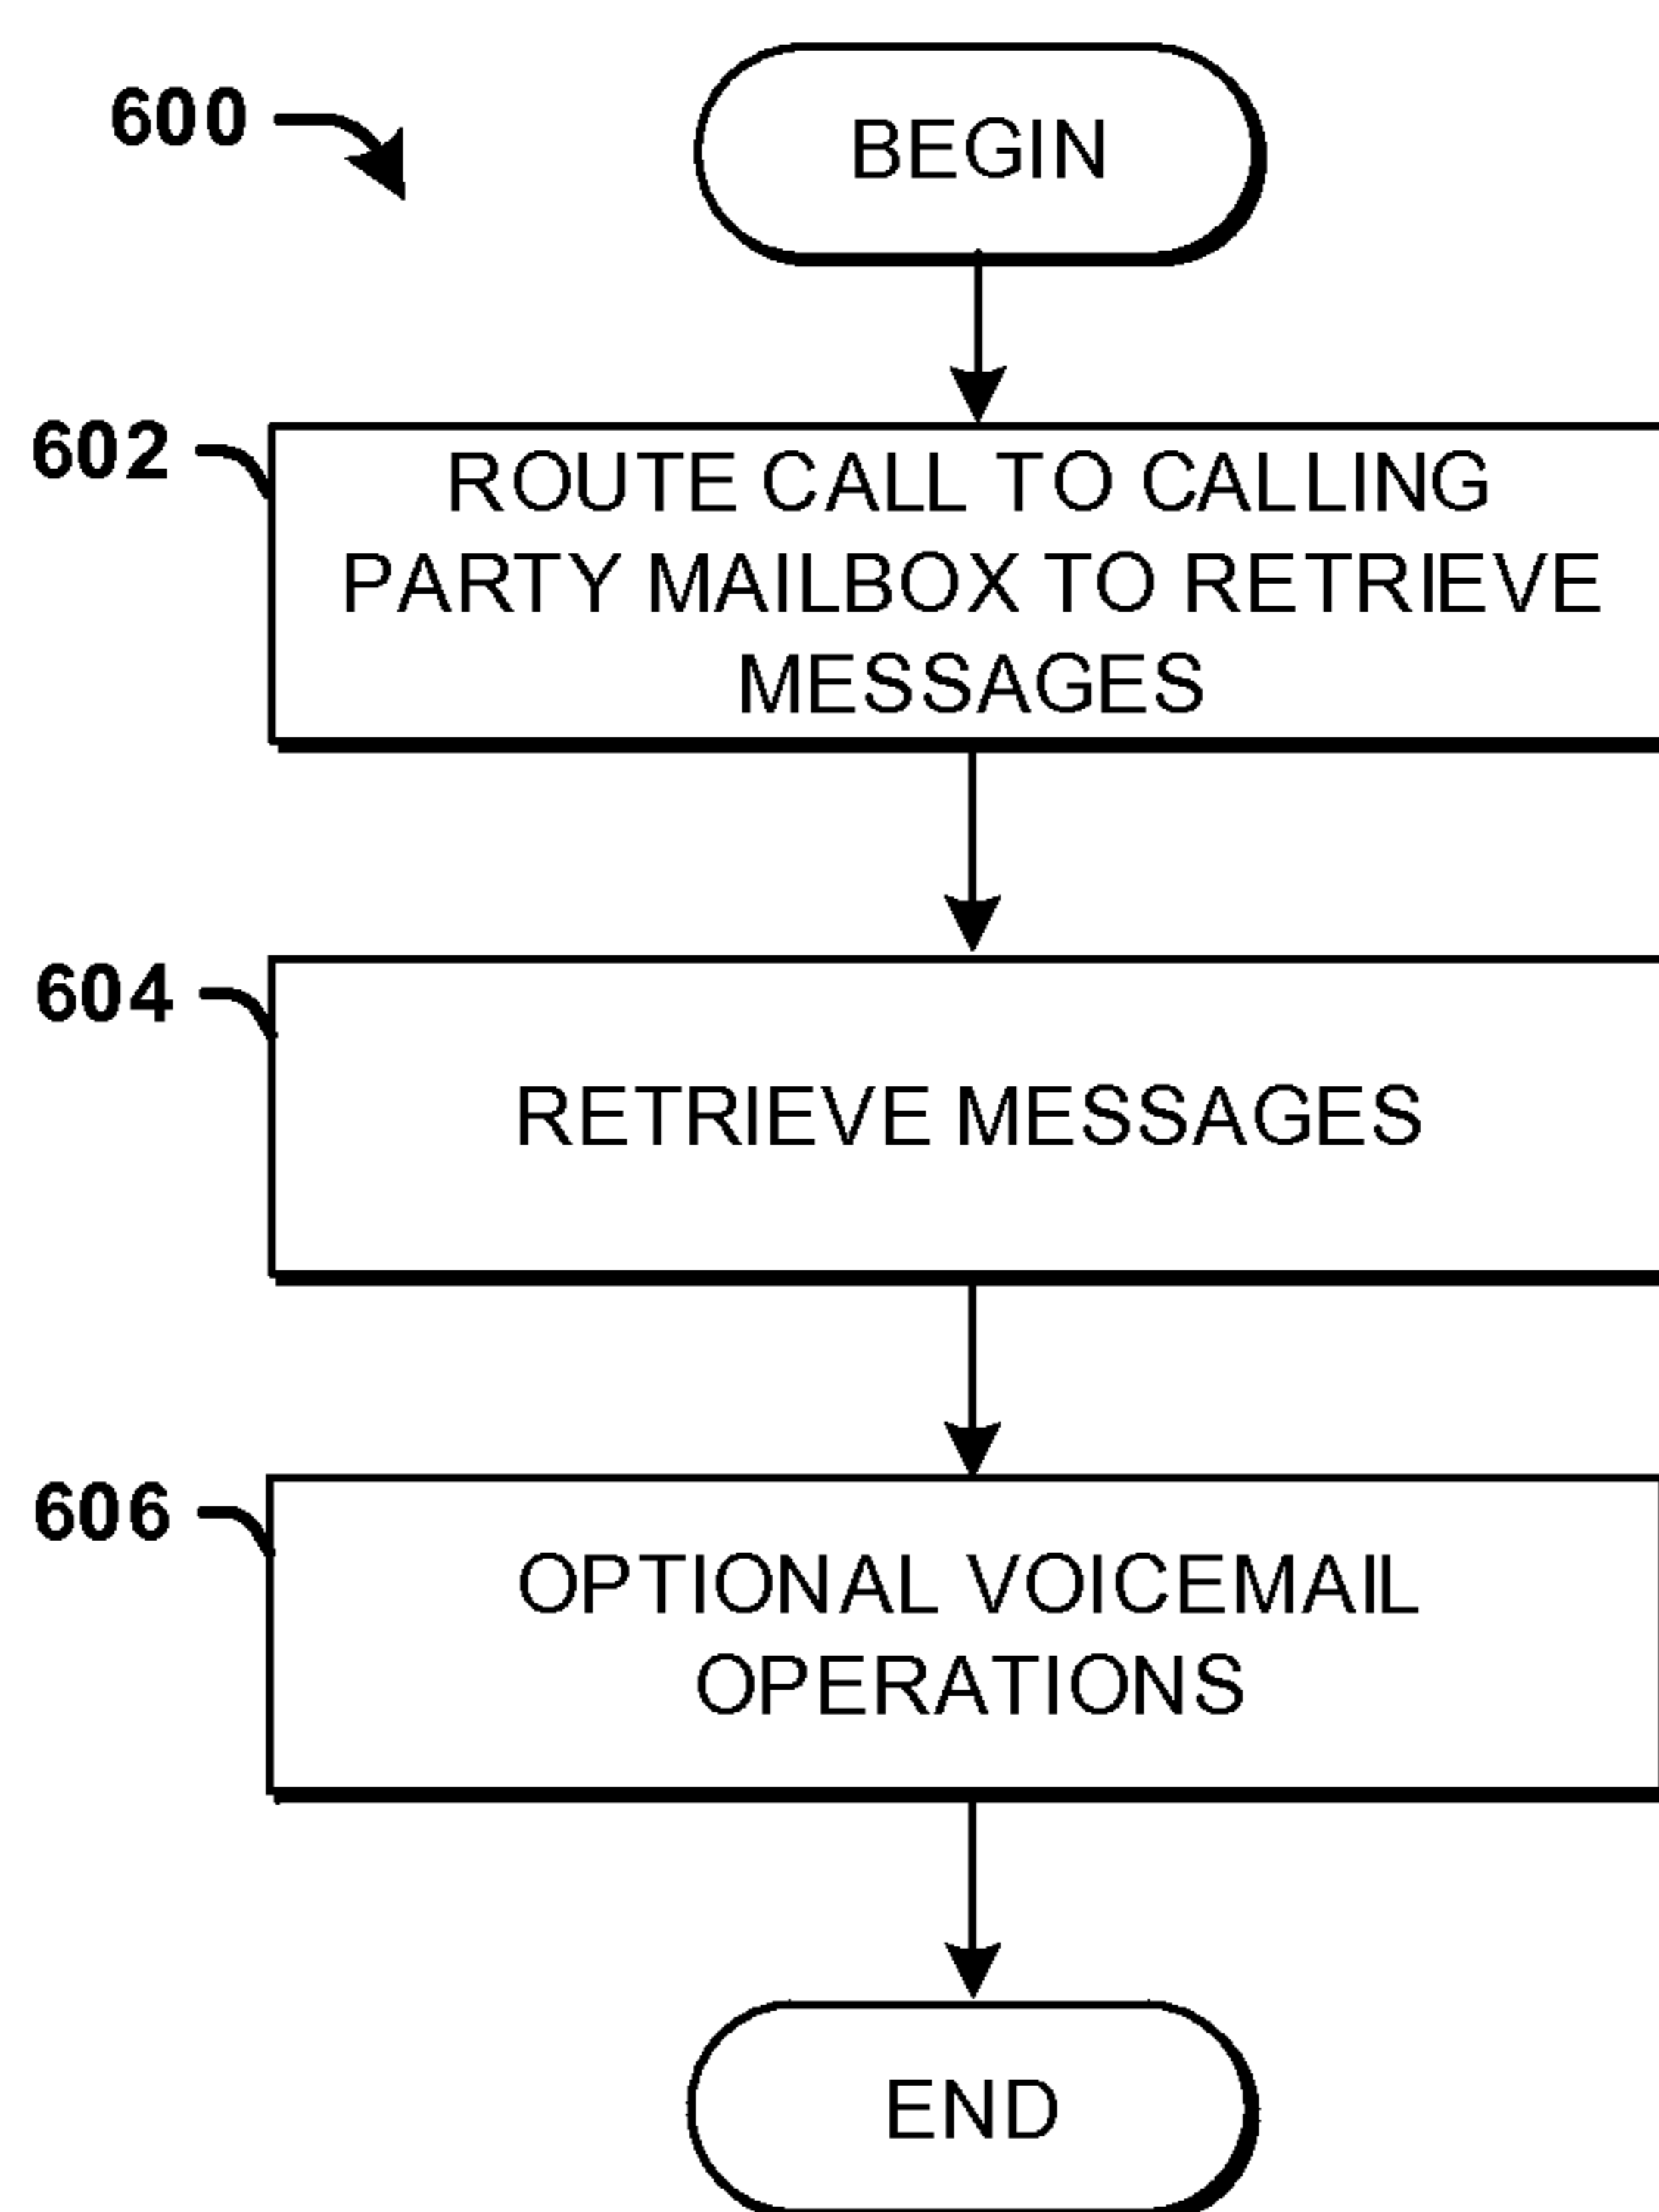 600
BEGIN
602
ROUTE CALL TO CALLING
PARTY MAILBOX TO RETRIEVE
MESSAGES
604
RETRIEVE MESSAGES
606
OPTIONAL VOICEMAIL
OPERATIONS
END